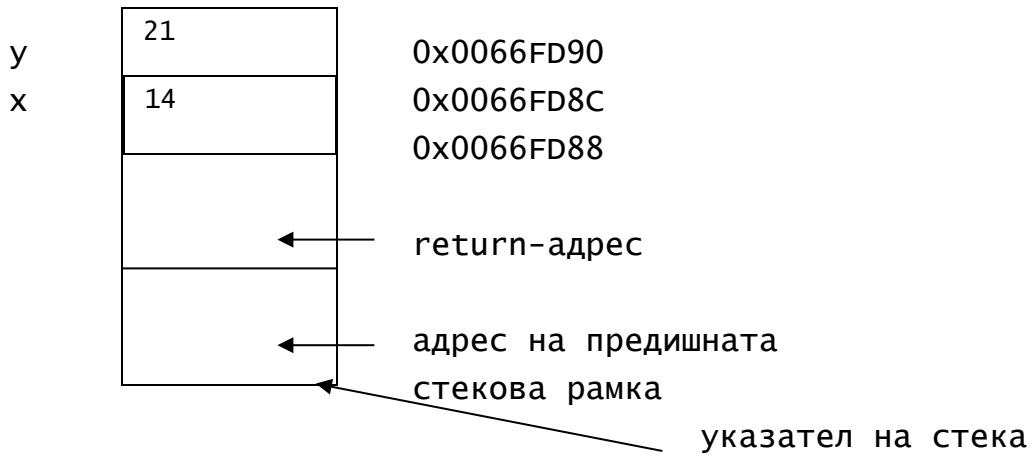 21
y 0x0066FD90
x 14 0x0066FD8C
0x0066FD88
return-адрес
адрес на предишната
стекова рамка
указател на стека